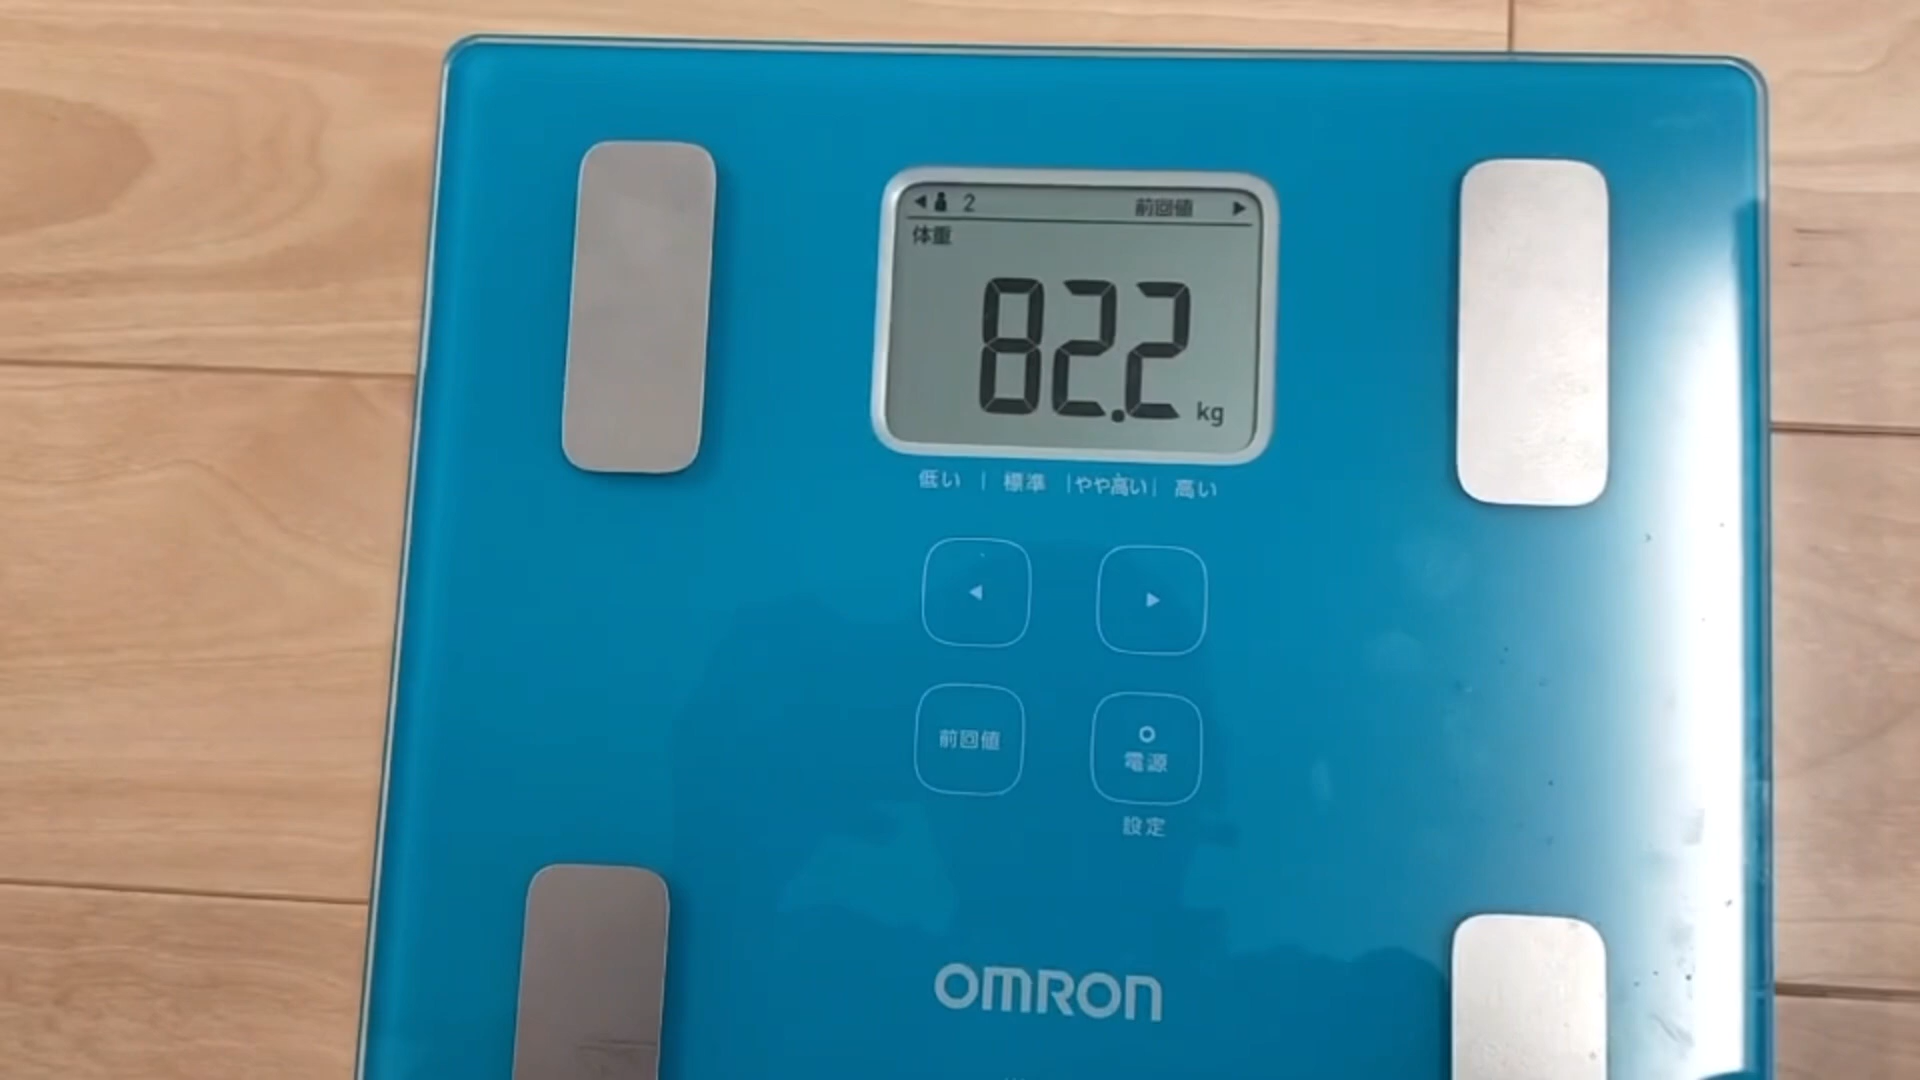 2 前回値
体重
82.2 kg
低い | 標準 | やや高い | 高い
前回値
電源
設定
OMRON